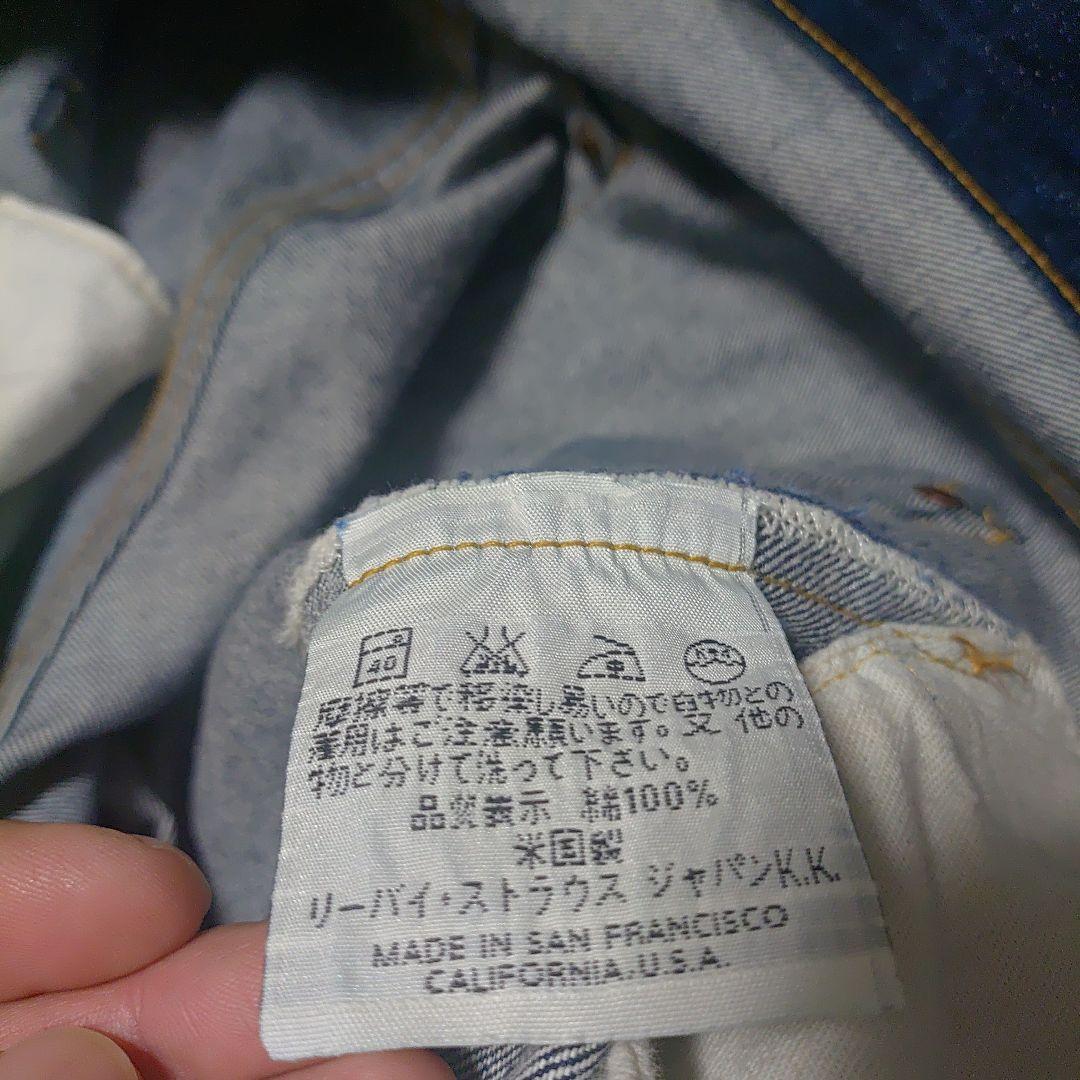 40
中
摩擦等で移染し易いので白物との
着用はご注意願います。又 他の
物と分けて洗って下さい。
品質表示 綿100%
米国製
リーバイ・ストラウス ジャパンK.K.
MADE IN SAN FRANCISCO
CALIFORNIA.U.S.A.